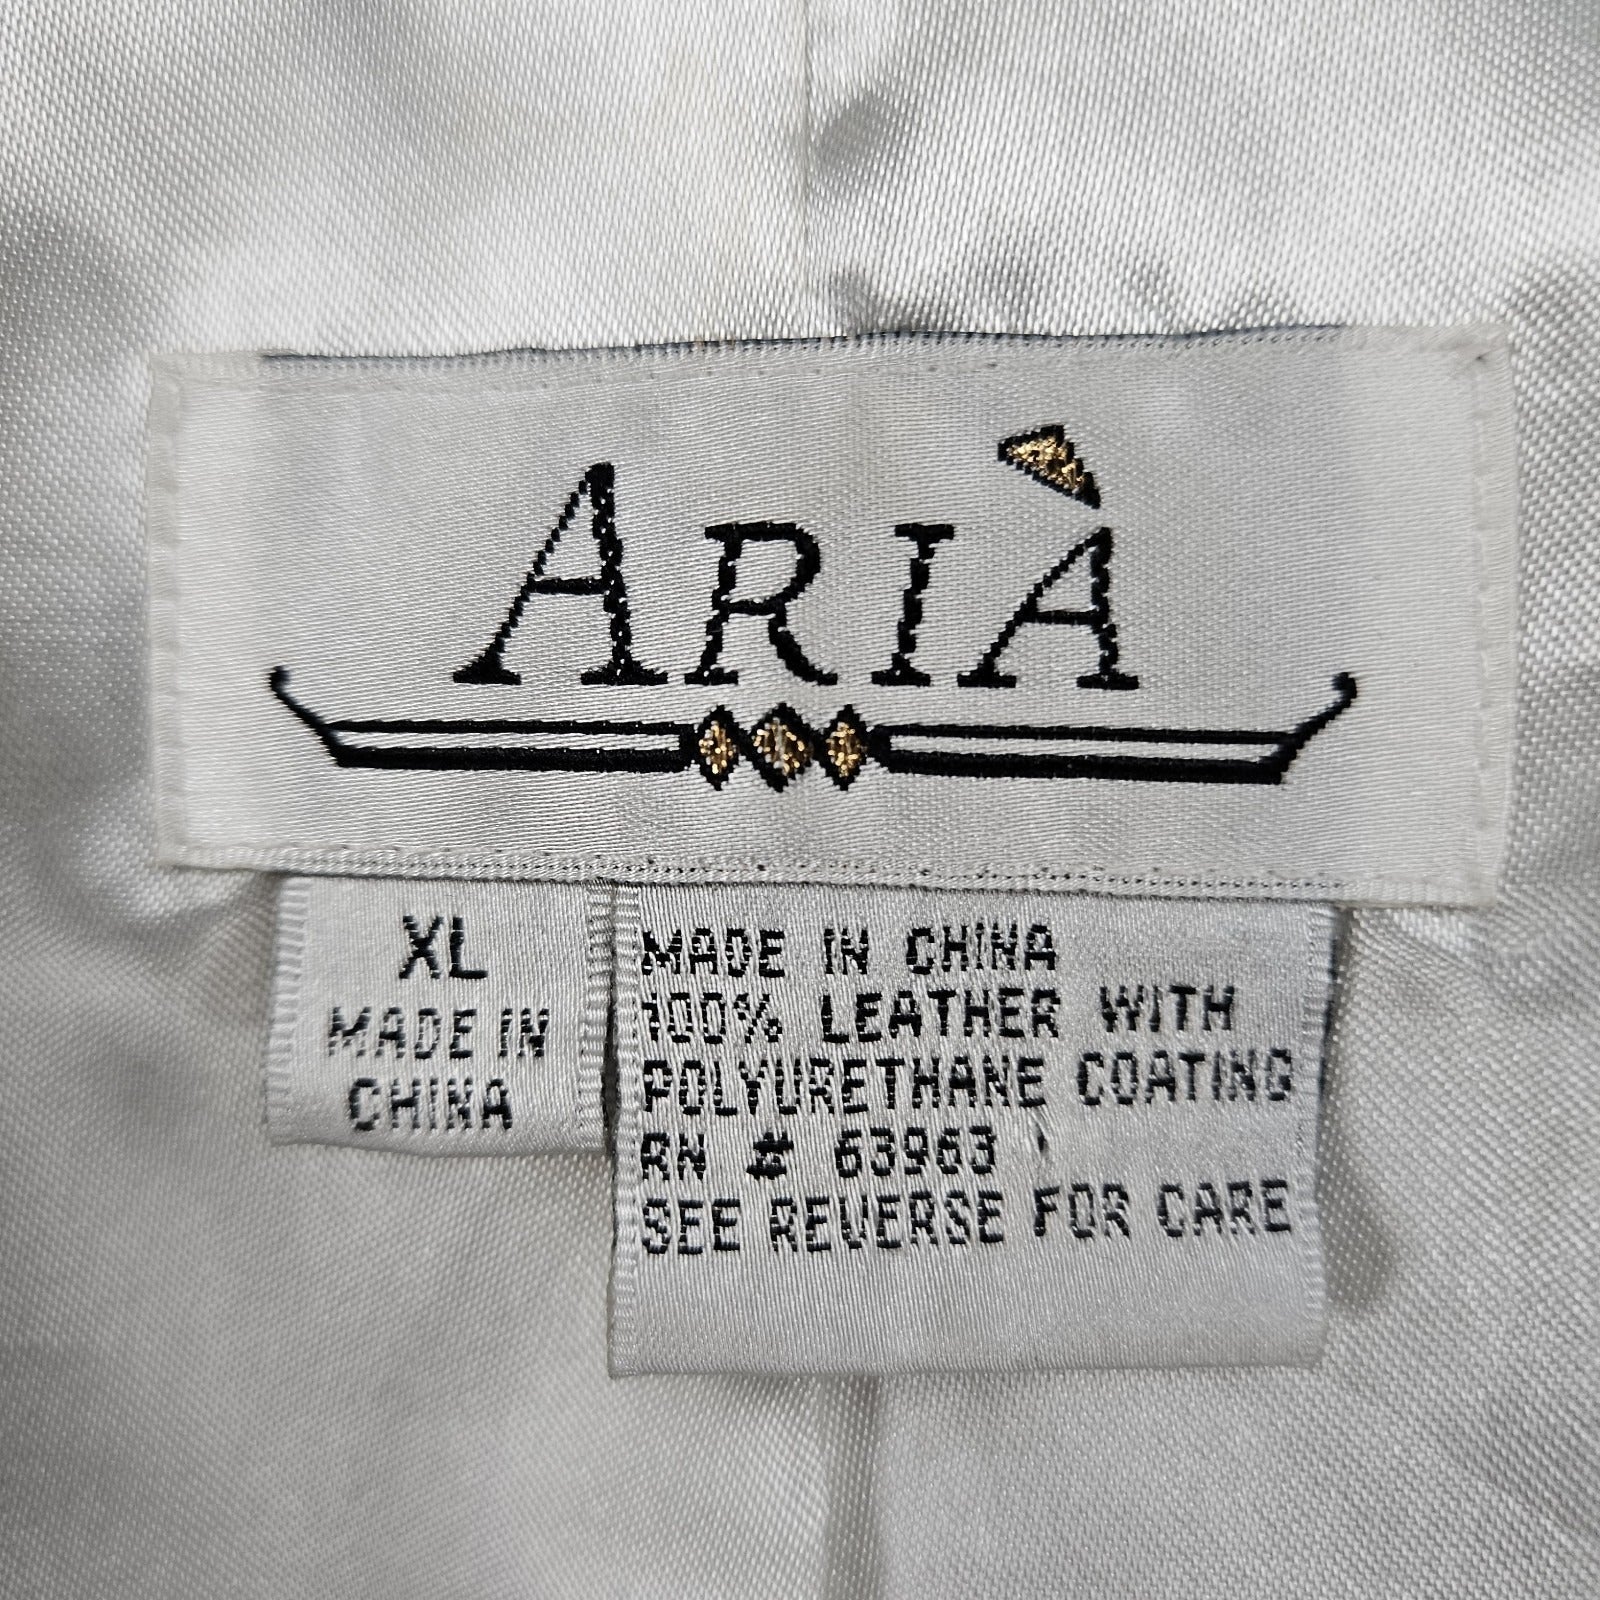 ARIÀ
XL
MADE IN
CHINA
MADE IN CHINA
100% LEATHER WITH
POLYURETHANE COATING
RN # 63963
SEE REVERSE FOR CARE